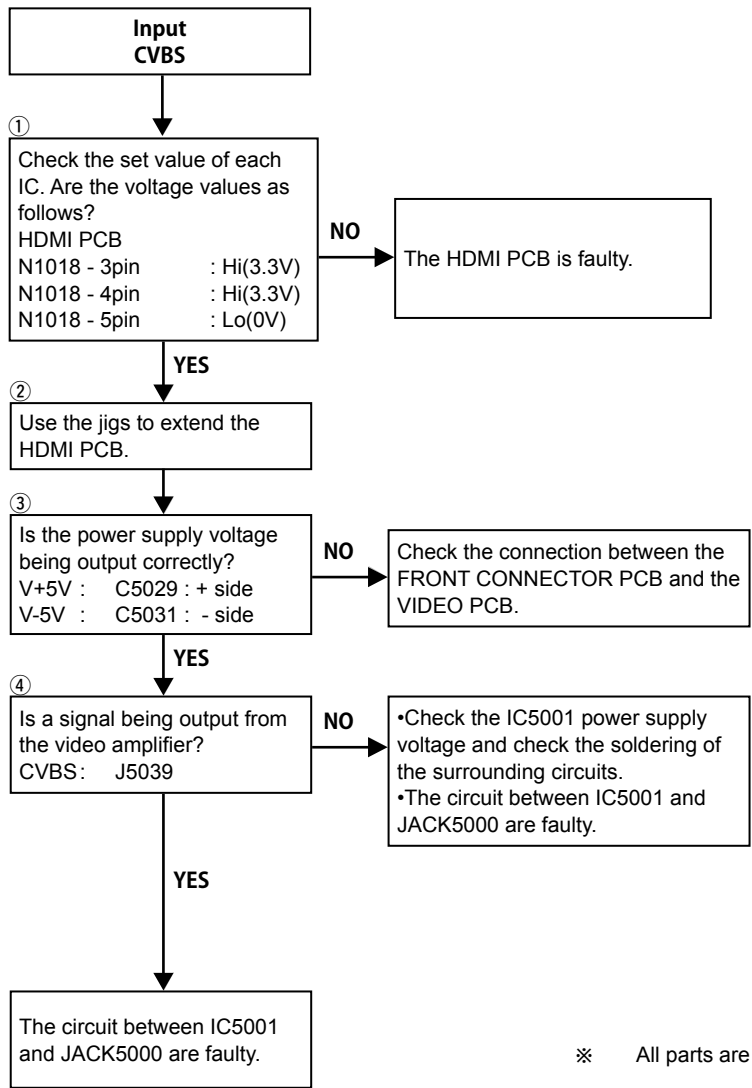 Input
CVBS
①
Check the set value of each
IC. Are the voltage values as
follows?
HDMI PCB
N1018 - 3pin : Hi(3.3V)
N1018 - 4pin : Hi(3.3V)
N1018 - 5pin : Lo(0V)
NO
The HDMI PCB is faulty.
YES
②
Use the jigs to extend the
HDMI PCB.
③
Is the power supply voltage
being output correctly?
V+5V : C5029 : + side
V-5V : C5031 : - side
NO
Check the connection between the
FRONT CONNECTOR PCB and the
VIDEO PCB.
YES
④
Is a signal being output from
the video amplifier?
CVBS : J5039
NO
•Check the IC5001 power supply
voltage and check the soldering of
the surrounding circuits.
•The circuit between IC5001 and
JACK5000 are faulty.
YES
The circuit between IC5001
and JACK5000 are faulty.
※ All parts are